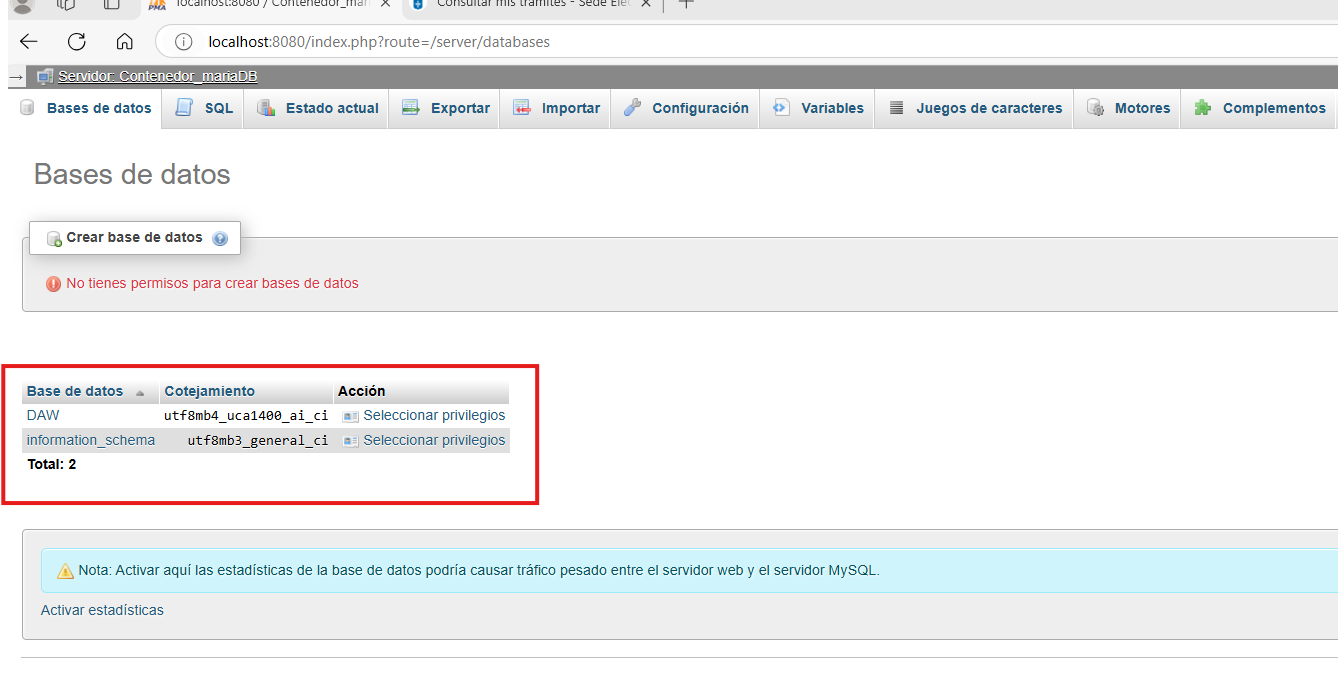 localhost:8080 / Contenedor_mari
Consultar mis trámites - Sede Elec
localhost:8080/index.php?route=/server/databases
Servidor: Contenedor_mariaDB
Bases de datos SQL Estado actual Exportar Importar Configuración Variables Juegos de caracteres Motores Complementos
Bases de datos
Crear base de datos
No tienes permisos para crear bases de datos
Base de datos Cotejamiento Acción
DAW utf8mb4_uca1400_ai_ci Seleccionar privilegios
information_schema utf8mb3_general_ci Seleccionar privilegios
Total: 2
Nota: Activar aquí las estadísticas de la base de datos podría causar tráfico pesado entre el servidor web y el servidor MySQL.
Activar estadísticas